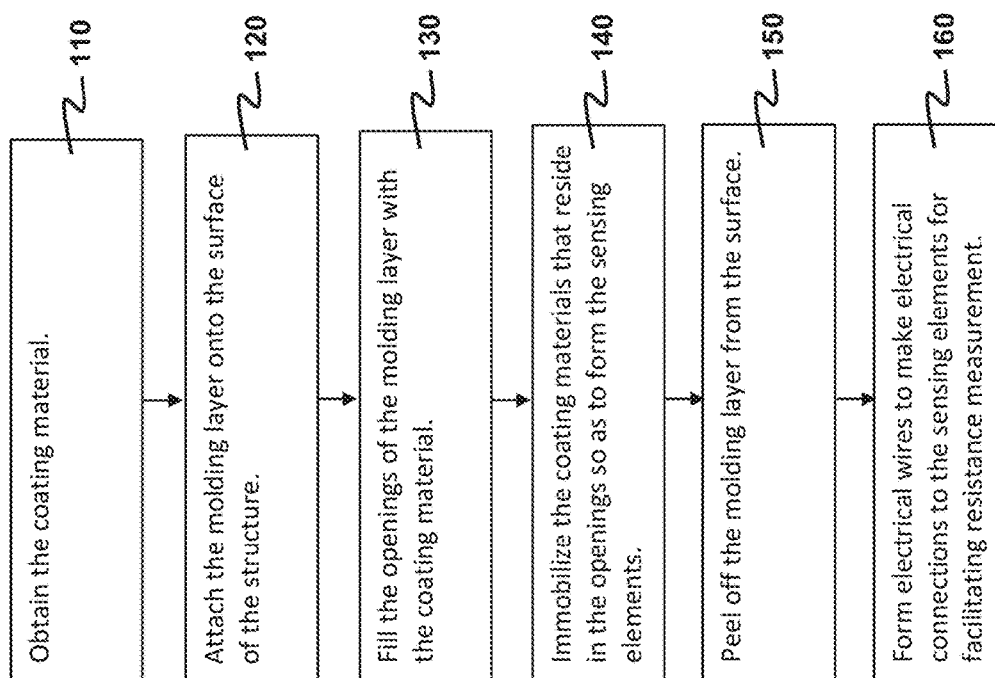 Obtain the coating material.
110
Attach the molding layer onto the surface
of the structure.
120
Fill the openings of the molding layer with
the coating material.
130
Immobilize the coating materials that reside
in the openings so as to form the sensing
elements.
140
Peel off the molding layer from the surface.
150
Form electrical wires to make electrical
connections to the sensing elements for
facilitating resistance measurement.
160